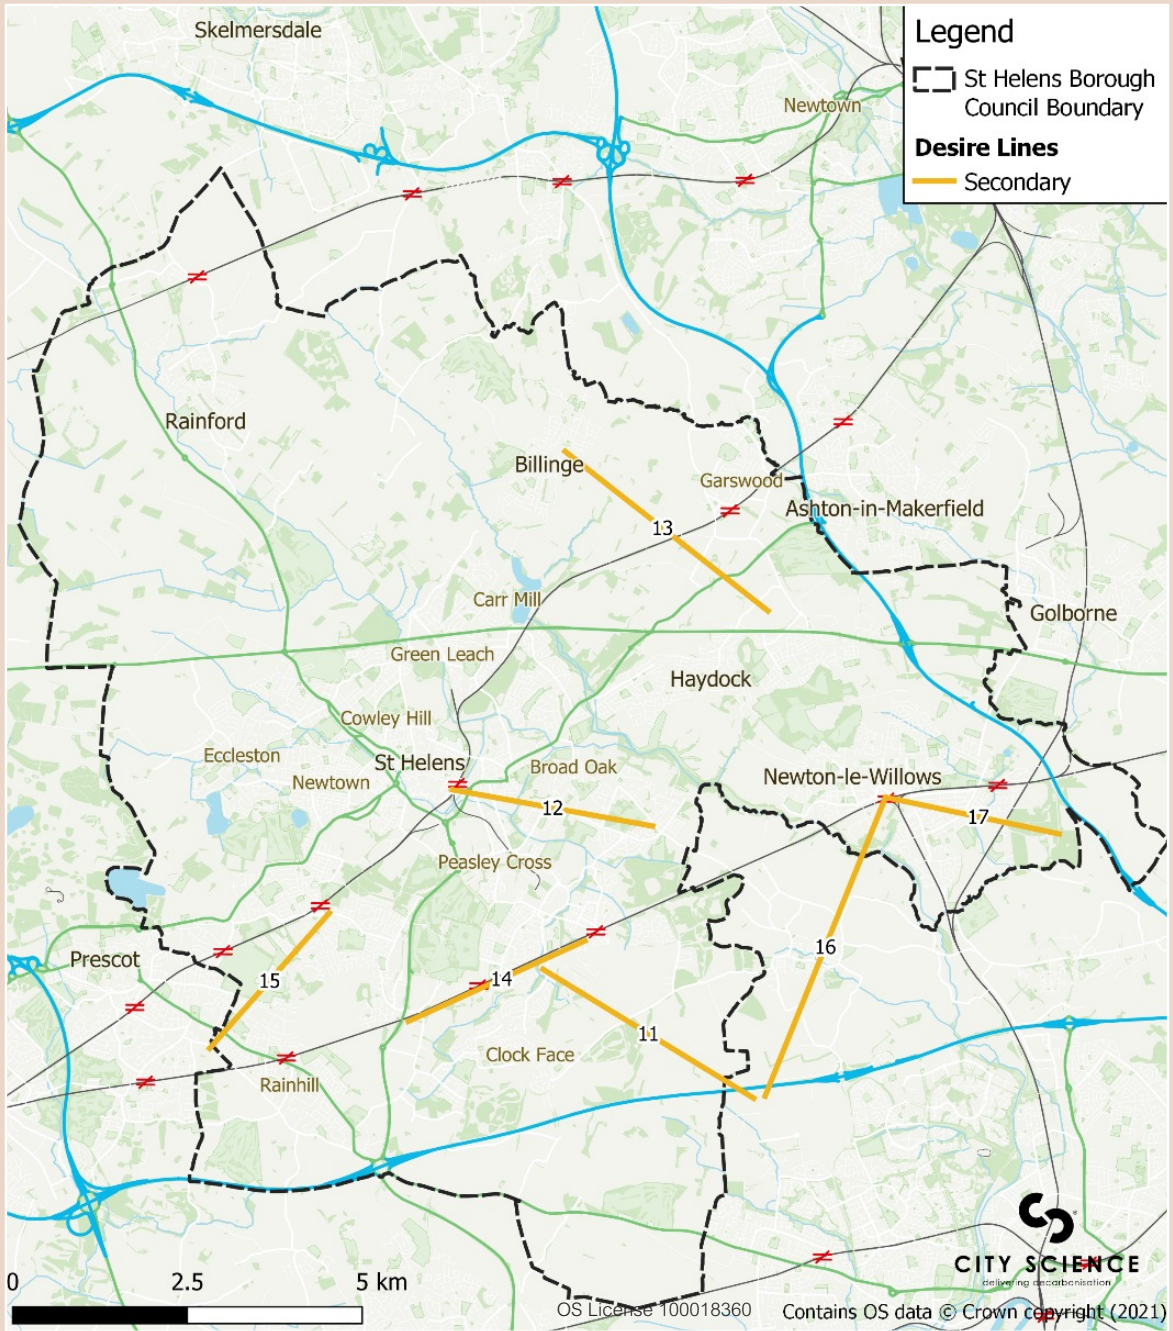 Skelmersdale
Legend
St Helens Borough
Council Boundary
Desire Lines
Secondary
Newtown
Rainford
Billinge
Garswood
Ashton-in-Makerfield
13
Carr Mill
Golborne
Green Leach
Haydock
Cowley Hill
Eccleston
St Helens
Broad Oak
Newton-le-Willows
Newtown
12
17
Peasley Cross
16
Prescot
15
14
11
Clock Face
Rainhill
CITY SCIENCE
delivering decarbonisation
0 2.5 5 km
OS License 100018360
Contains OS data © Crown copyright (2021)